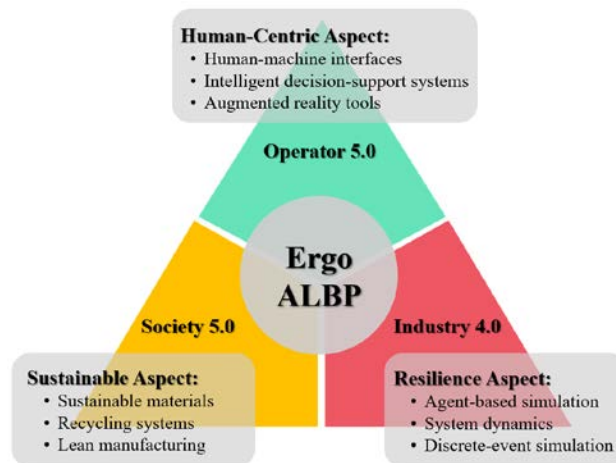 Human-Centric Aspect:
• Human-machine interfaces
• Intelligent decision-support systems
• Augmented reality tools
Operator 5.0
Ergo
ALBP
Society 5.0
Industry 4.0
Sustainable Aspect:
• Sustainable materials
• Recycling systems
• Lean manufacturing
Resilience Aspect:
• Agent-based simulation
• System dynamics
• Discrete-event simulation